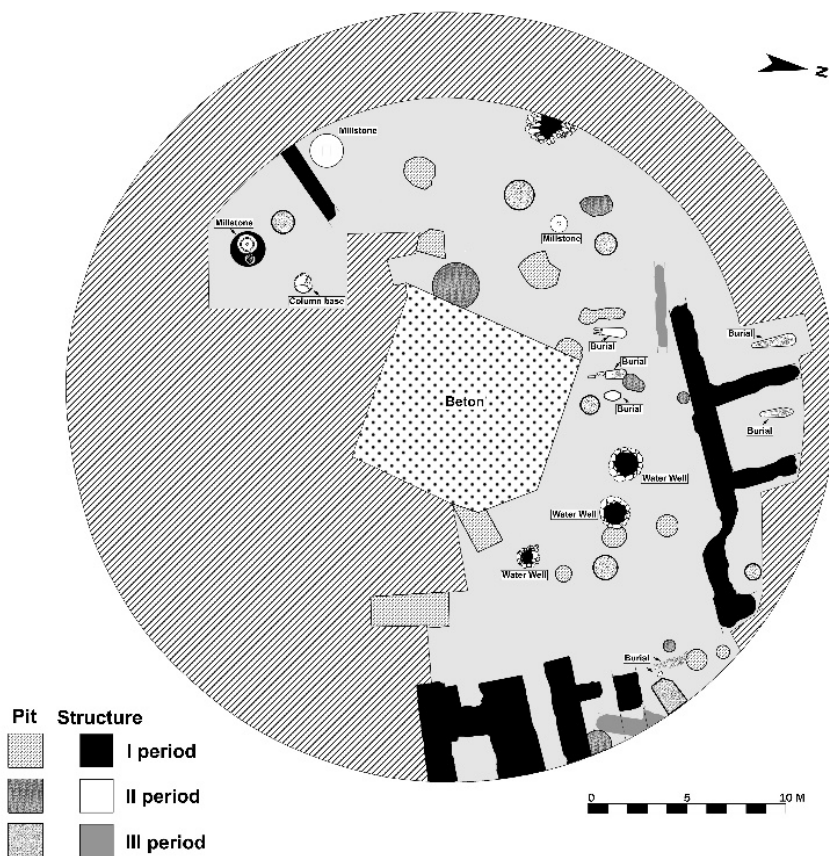 N
Millstone
Millstone
Millstone
Column base
Burial
Burial
Burial
Burial
Burial
Beton
Water Well
Water Well
Water Well
Burial
Pit Structure
I period
II period
III period
0 5 10 M